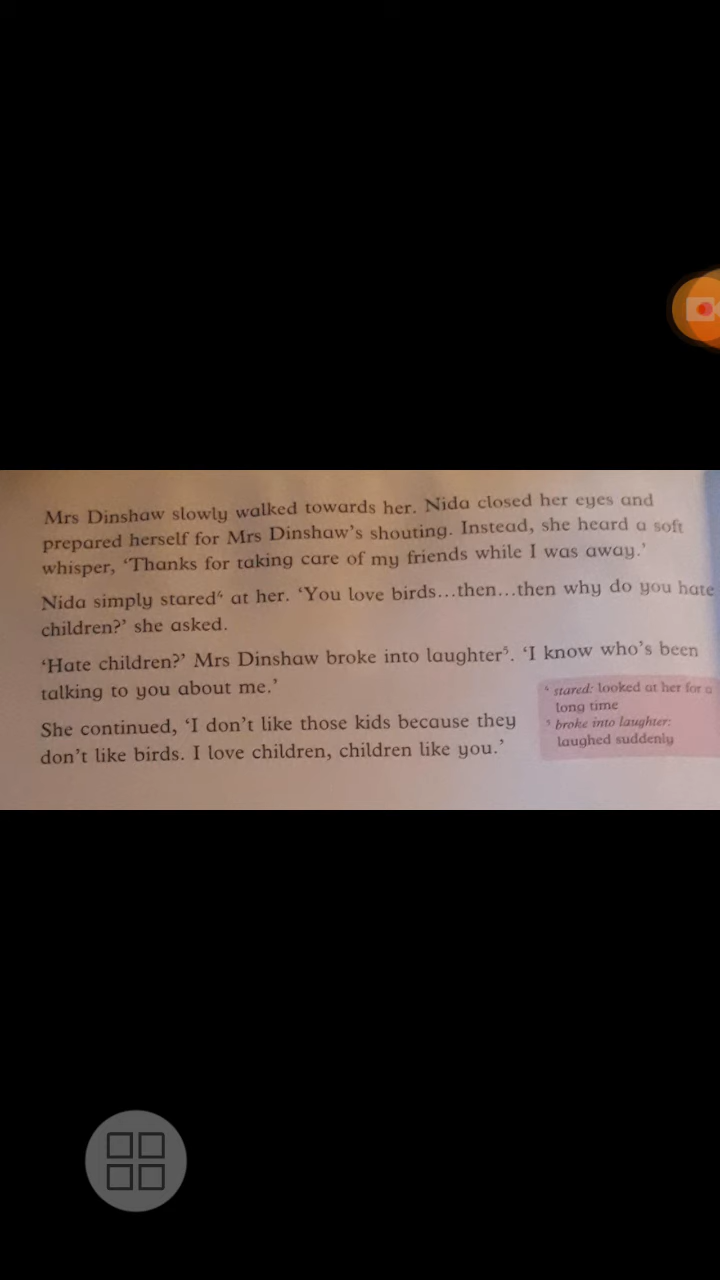 Mrs Dinshaw slowly walked towards her. Nida closed her eyes and
prepared herself for Mrs Dinshaw's shouting. Instead, she heard a soft
whisper, 'Thanks for taking care of my friends while I was away.'
Nida simply stared⁴ at her. 'You love birds...then...then why do you hate
children?' she asked.
'Hate children?' Mrs Dinshaw broke into laughter⁵. 'I know who's been
talking to you about me.'
She continued, 'I don't like those kids because they
don't like birds. I love children, children like you.'
⁴ stared: looked at her for a
long time
⁵ broke into laughter:
laughed suddenly